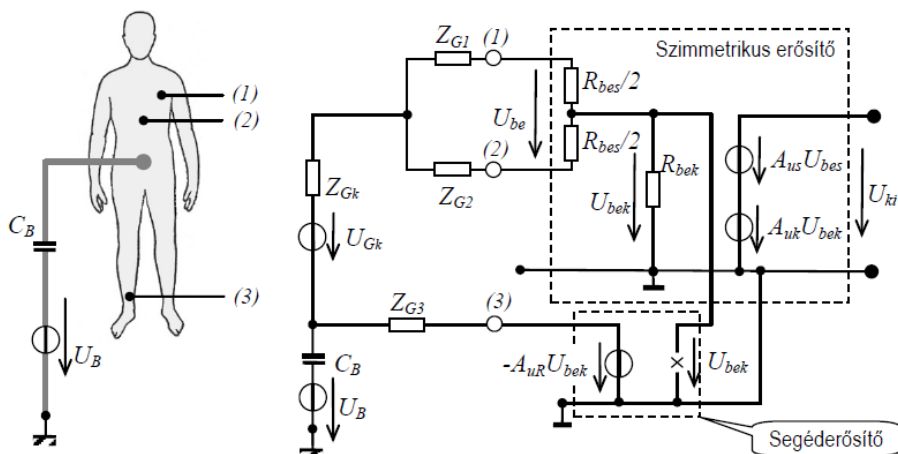 (1)
(2)
C_B
(3)
U_B
Z_G1 (1)
Szimmetrikus erősítő
R_bes/2
U_be
(2)
R_bes/2
Z_Gk
Z_G2
U_bek
R_bek
A_us U_bes
U_ki
A_uk U_bek
U_Gk
Z_G3 (3)
C_B
-A_uR U_bek
U_bek
U_B
Segéderősítő